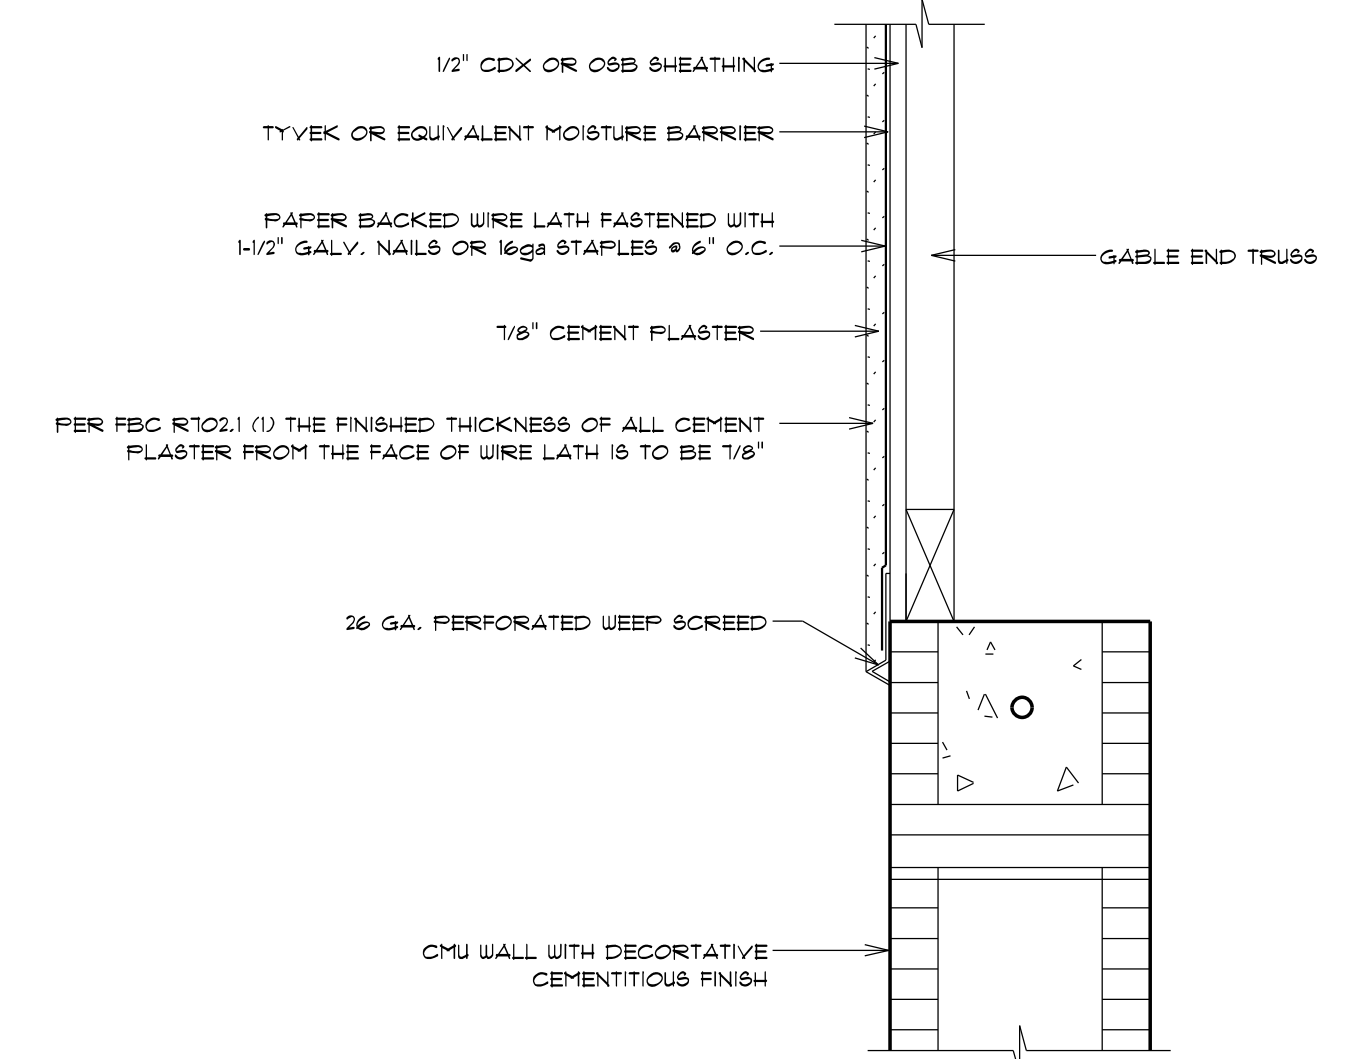 1/2" CDX OR OSB SHEATHING
TYVEK OR EQUIVALENT MOISTURE BARRIER
PAPER BACKED WIRE LATH FASTENED WITH
1-1/2" GALV. NAILS OR 16ga STAPLES @ 6" O.C.
GABLE END TRUSS
7/8" CEMENT PLASTER
PER FBC R702.1 (1) THE FINISHED THICKNESS OF ALL CEMENT
PLASTER FROM THE FACE OF WIRE LATH IS TO BE 7/8"
26 GA. PERFORATED WEEP SCREED
CMU WALL WITH DECORTATIVE
CEMENTITIOUS FINISH